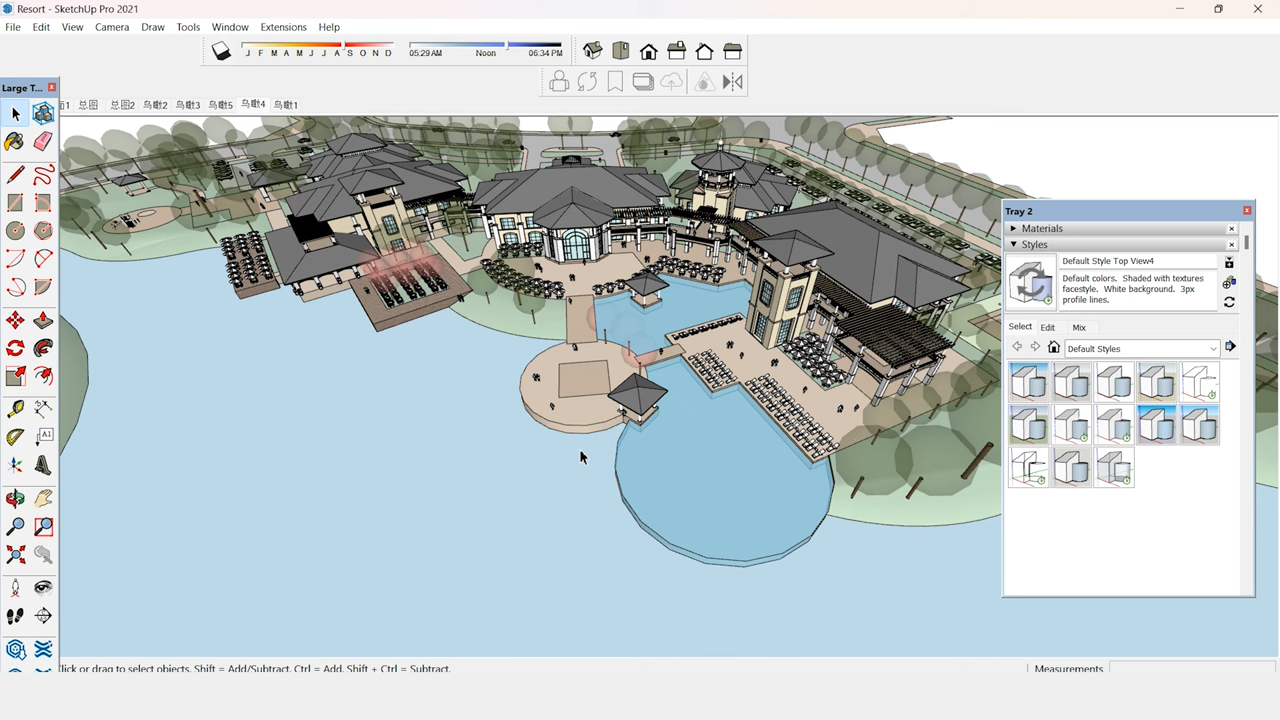 Resort - SketchUp Pro 2021
File Edit View Camera Draw Tools Window Extensions Help
J F M A M J J A S O N D 05:29 AM Noon 06:34 PM
Large T...
面1 总图 总图2 鸟瞰2 鸟瞰3 鸟瞰5 鸟瞰4 鸟瞰1
A1
Tray 2
Materials
Styles
Default Style Top View4
Default colors. Shaded with textures
facestyle. White background. 3px
profile lines.
Select Edit Mix
Default Styles
Click or drag to select objects. Shift = Add/Subtract. Ctrl = Add. Shift + Ctrl = Subtract.
Measurements